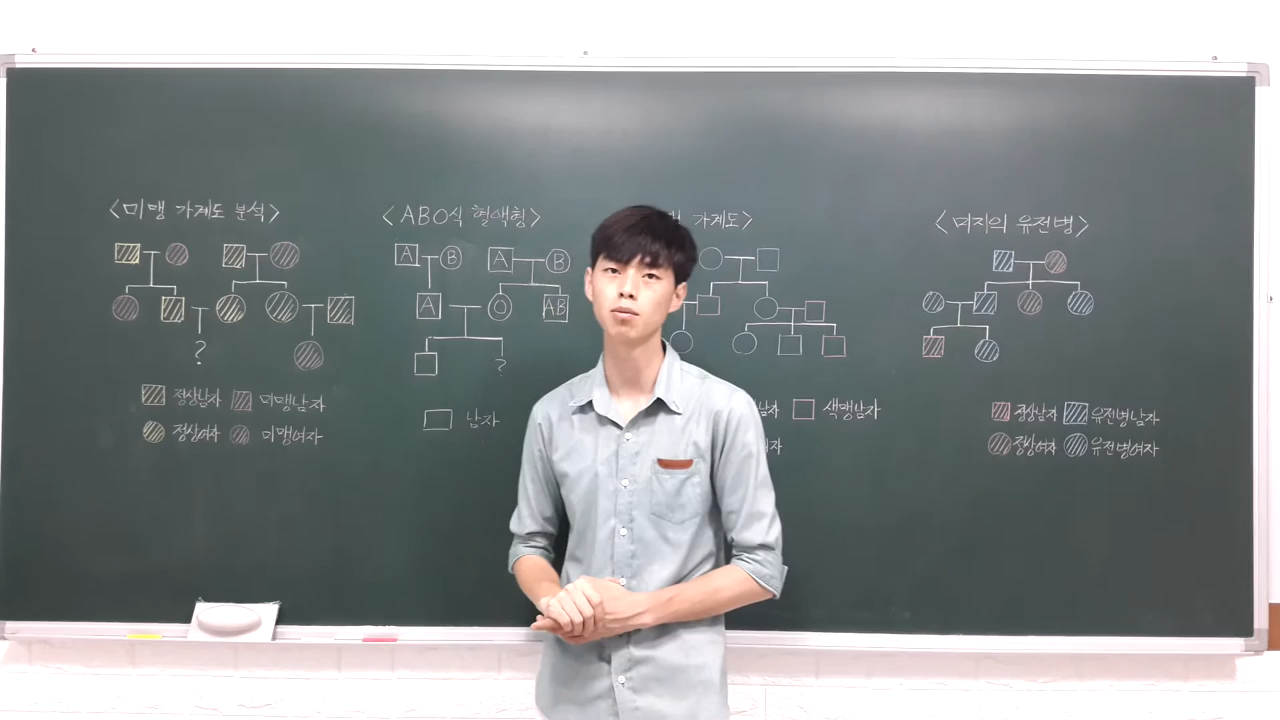 <미맹 가계도 분석>
?
정상남자 미맹남자
정상여자 미맹여자
<ABO식 혈액형>
A B A B
A O AB
?
남자
가계도>
색맹남자
<미지의 유전병>
정상남자 유전병남자
정상여자 유전병여자